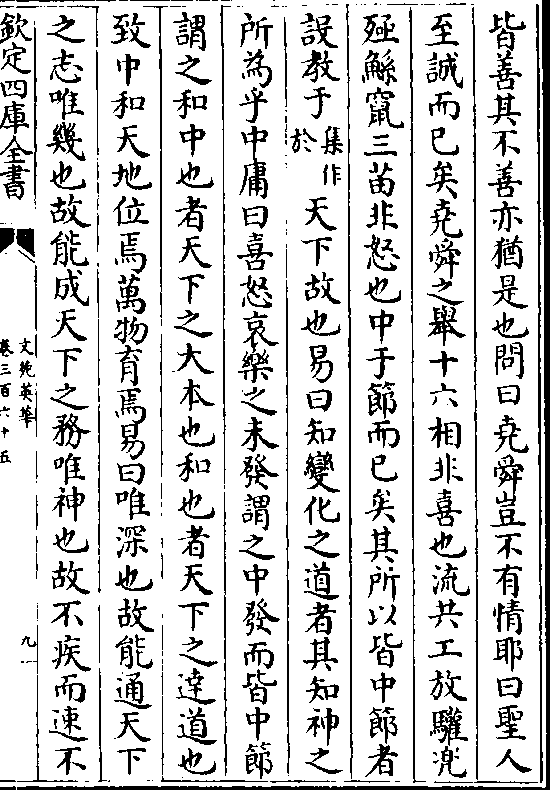 皆善其不善亦猶是也問曰堯舜豈不有情耶曰聖人
至誠而已矣堯舜之舉十六相非喜也流共工放驩兜
殛鯀竄三苗非怒也中于節而已矣其所以皆中節者
設教于集作於天下故也易曰知變化之道者其知神之
所為乎中庸曰喜怒哀樂之未發謂之中發而皆中節
謂之和中也者天下之大本也和也者天下之達道也
致中和天地位焉萬物育焉易曰唯深也故能通天下
之志唯幾也故能成天下之務唯神也故不疾而速不
欽定四庫全書
文苑英華
卷三百六十五
九